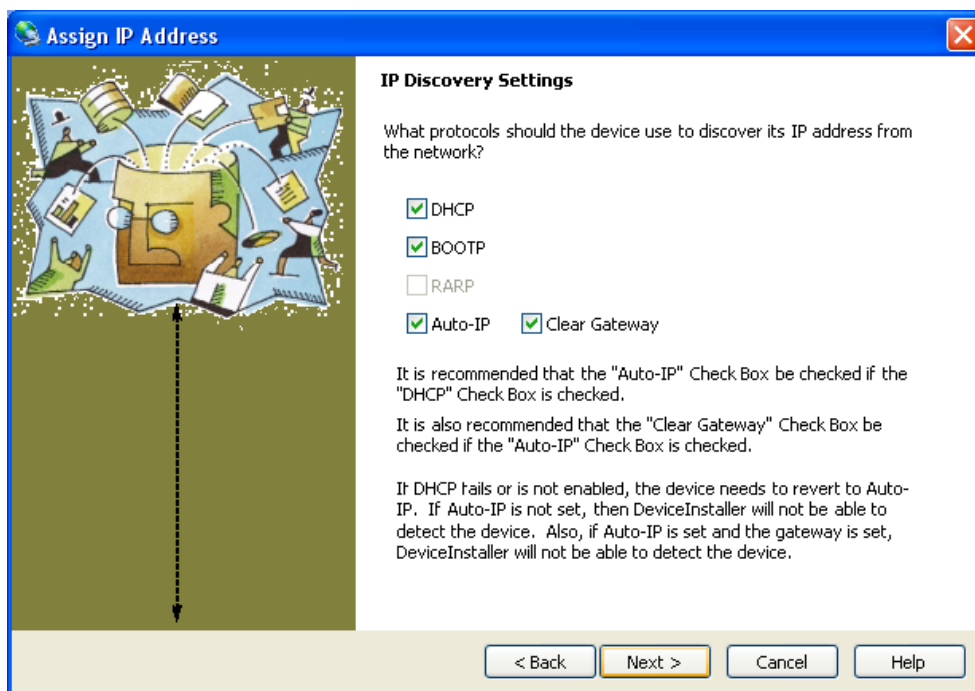 Assign IP Address
IP Discovery Settings
What protocols should the device use to discover its IP address from
the network?
DHCP
BOOTP
RARP
Auto-IP
Clear Gateway
It is recommended that the "Auto-IP" Check Box be checked if the
"DHCP" Check Box is checked.
It is also recommended that the "Clear Gateway" Check Box be
checked if the "Auto-IP" Check Box is checked.
If DHCP fails or is not enabled, the device needs to revert to Auto-
IP. If Auto-IP is not set, then DeviceInstaller will not be able to
detect the device. Also, if Auto-IP is set and the gateway is set,
DeviceInstaller will not be able to detect the device.
< Back
Next >
Cancel
Help